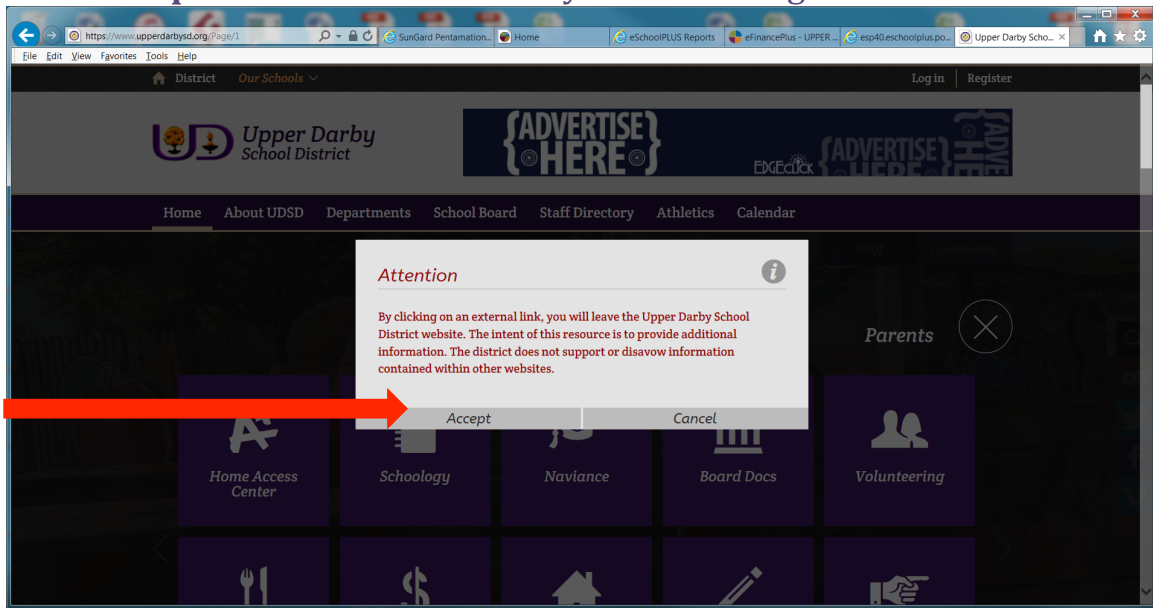 https://www.upperdarbysd.org/Page/1
SunGard Pentamation...
Home
eSchoolPLUS Reports
eFinancePlus - UPPER ...
esp40.eschoolplus.po...
Upper Darby Scho...
File Edit View Favorites Tools Help
District Our Schools
Log in Register
UD Upper Darby
School District
{ADVERTISE
HERE}
EDGEclick
{ADVERTISE}
HERE
ADVE
Home About UDSD Departments School Board Staff Directory Athletics Calendar
Staff Community
Attention
By clicking on an external link, you will leave the Upper Darby School
District website. The intent of this resource is to provide additional
information. The district does not support or disavow information
contained within other websites.
Accept Cancel
Parents
A+
Home Access
Center
Schoology
Naviance
Board Docs
Volunteering
$